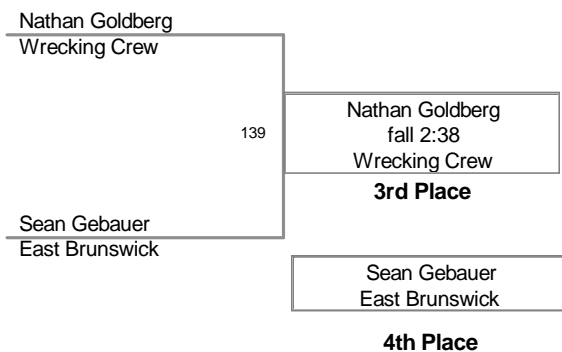 Nathan Goldberg
Wrecking Crew
139
Nathan Goldberg
fall 2:38
Wrecking Crew
3rd Place
Sean Gebauer
East Brunswick
Sean Gebauer
East Brunswick
4th Place